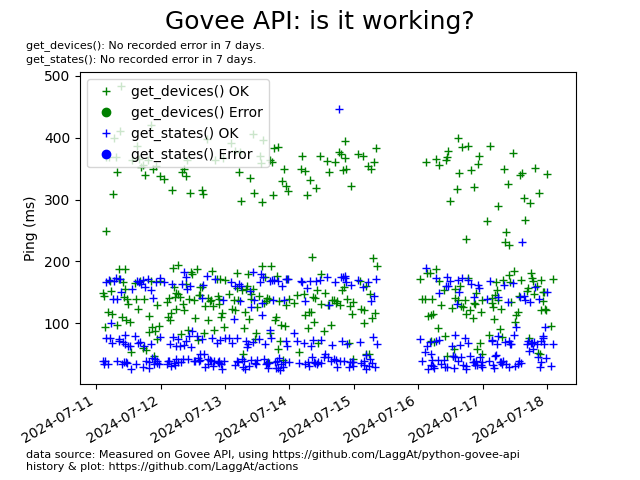 Govee API: is it working?
get_devices(): No recorded error in 7 days.
get_states(): No recorded error in 7 days.
get_devices() OK
get_devices() Error
get_states() OK
get_states() Error
Ping (ms)
500
400
300
200
100
2024-07-11
2024-07-12
2024-07-13
2024-07-14
2024-07-15
2024-07-16
2024-07-17
2024-07-18
data source: Measured on Govee API, using https://github.com/LaggAt/python-govee-api
history & plot: https://github.com/LaggAt/actions